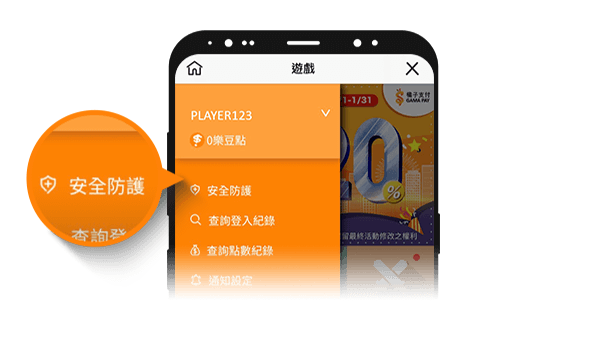 遊戲
PLAYER123
0樂豆點
安全防護
查詢登入紀錄
查詢點數紀錄
通知設定
安全防護
查詢登
橘子支付
GAMA PAY
1-1/31
20%
留最終活動修改之權利